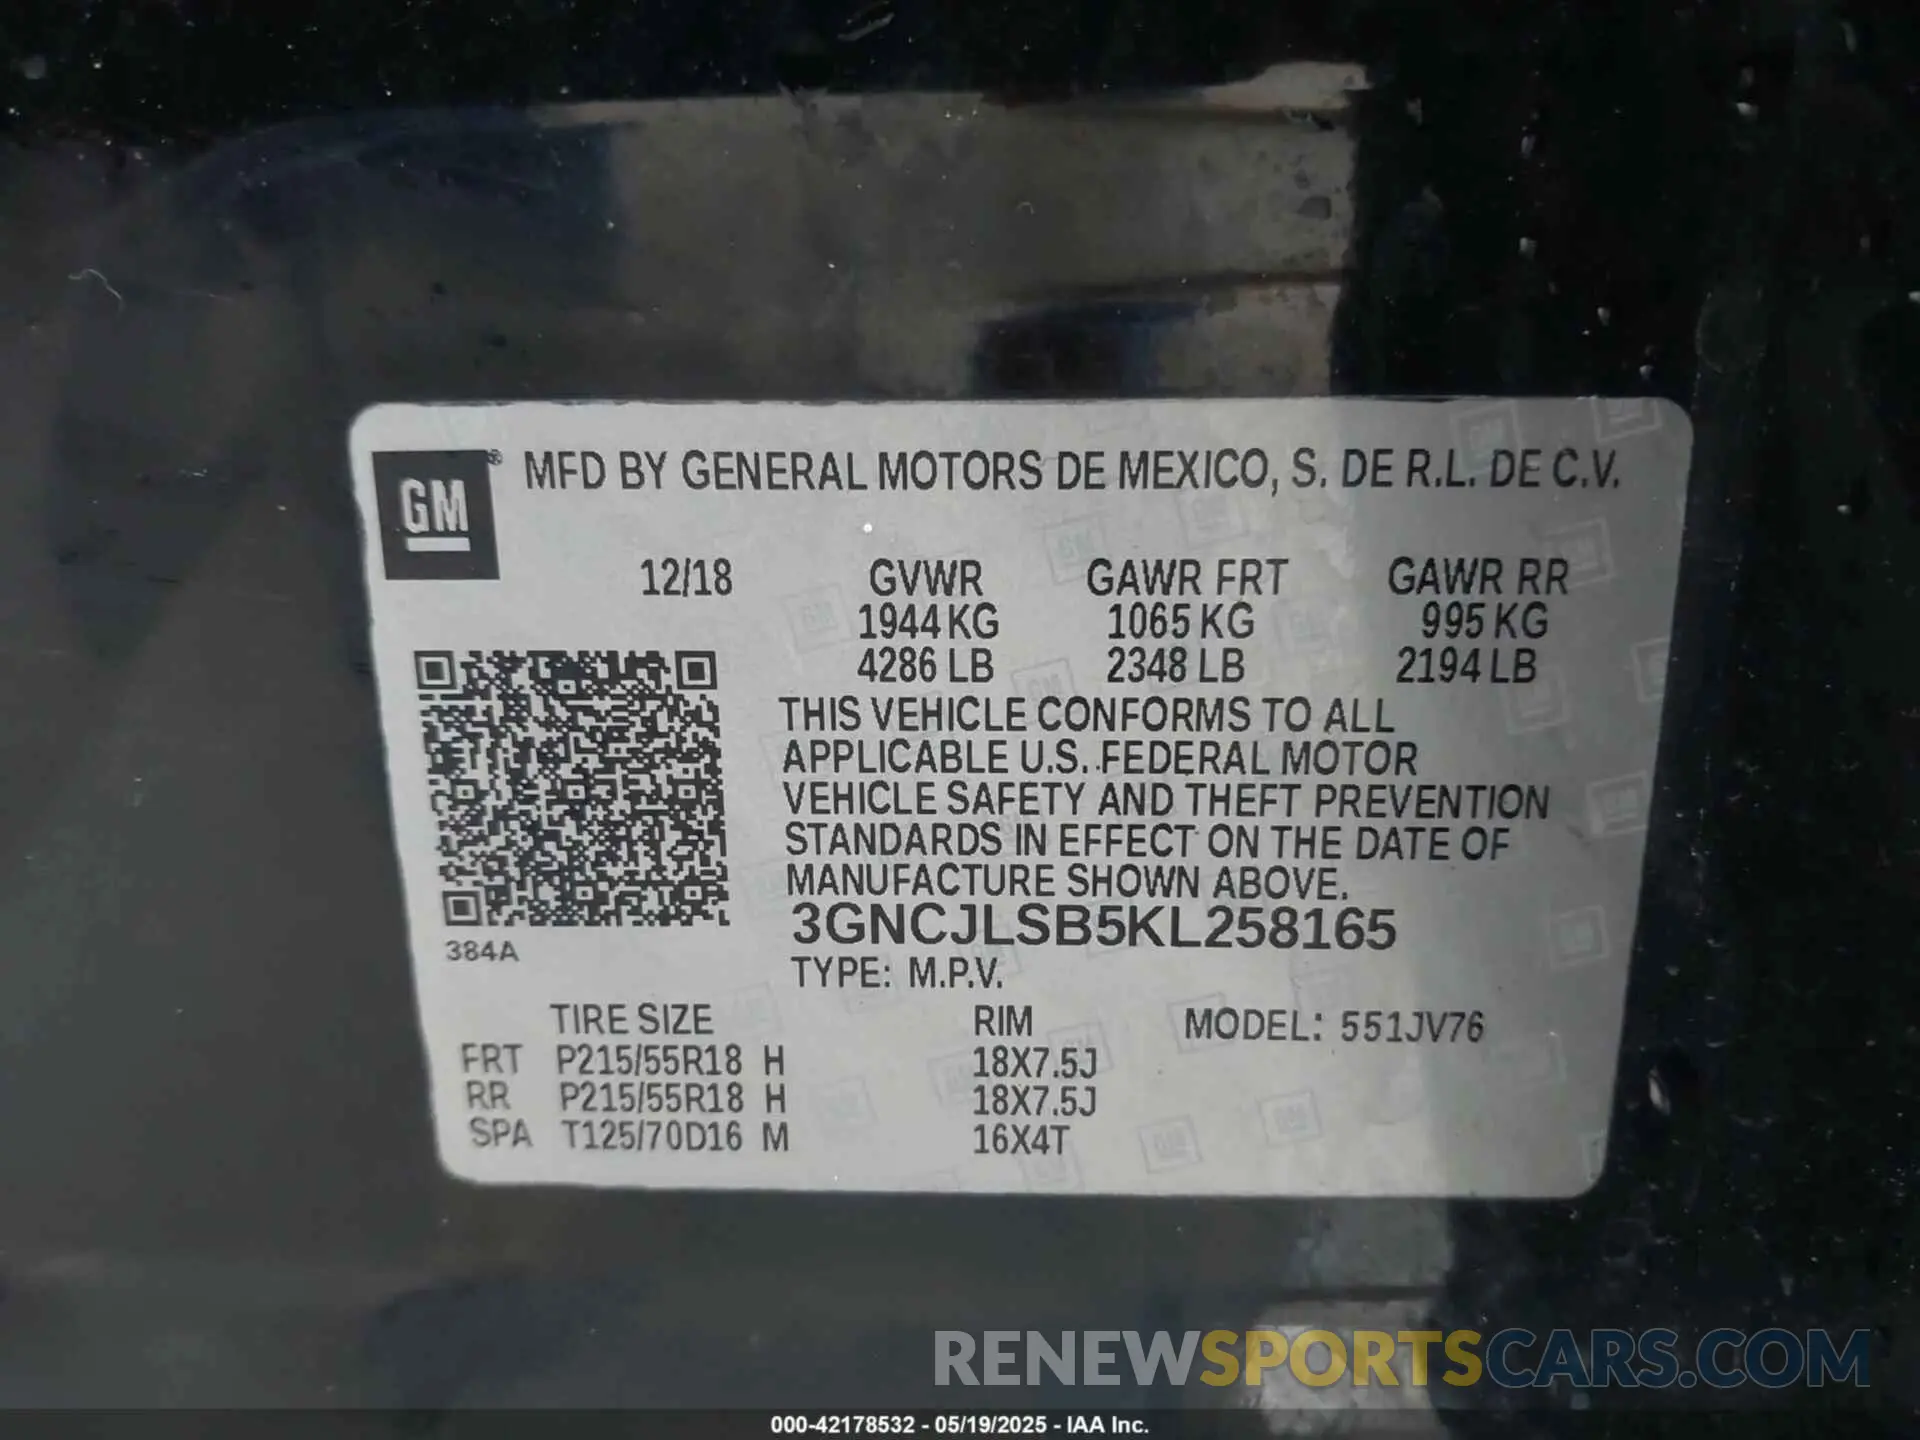 GM® MFD BY GENERAL MOTORS DE MEXICO, S. DE R.L. DE C.V.
12/18 GVWR GAWR FRT GAWR RR
1944 KG 1065 KG 995 KG
4286 LB 2348 LB 2194 LB
THIS VEHICLE CONFORMS TO ALL
APPLICABLE U.S. FEDERAL MOTOR
VEHICLE SAFETY AND THEFT PREVENTION
STANDARDS IN EFFECT ON THE DATE OF
MANUFACTURE SHOWN ABOVE.
3GNCJLSB5KL258165
384A
TYPE: M.P.V.
TIRE SIZE RIM MODEL: 551JV76
FRT P215/55R18 H 18X7.5J
RR P215/55R18 H 18X7.5J
SPA T125/70D16 M 16X4T
RENEWSPORTSCARS.COM
000-42178532 - 05/19/2025 - IAA Inc.